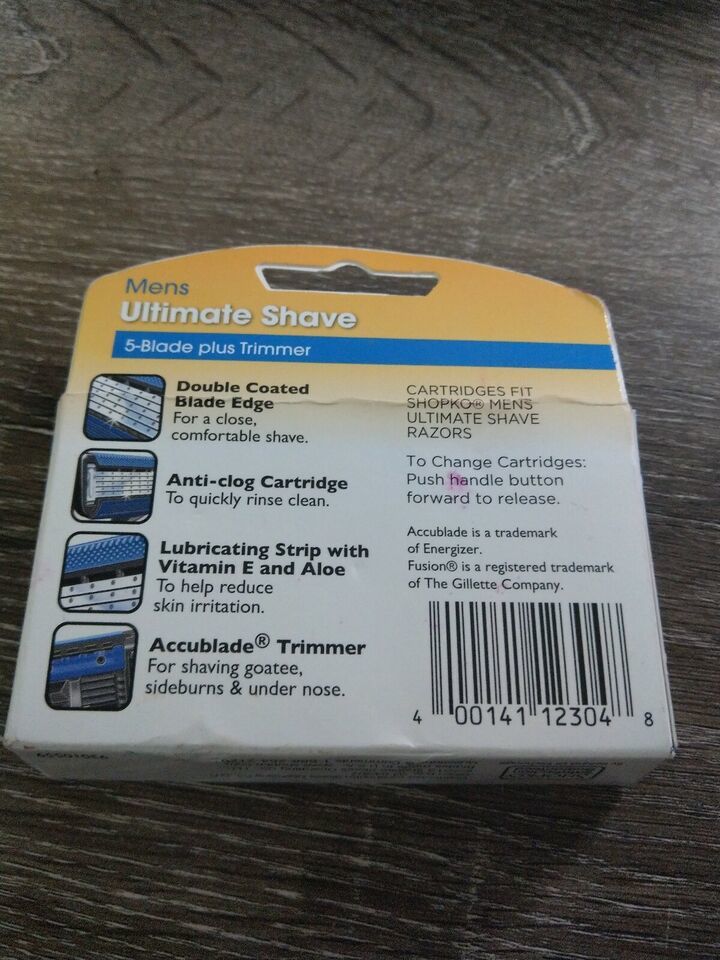 Mens
Ultimate Shave
5-Blade plus Trimmer
Double Coated
Blade Edge
For a close,
comfortable shave.
Anti-clog Cartridge
To quickly rinse clean.
Lubricating Strip with
Vitamin E and Aloe
To help reduce
skin irritation.
Accublade® Trimmer
For shaving goatee,
sideburns & under nose.
CARTRIDGES FIT
SHOPKO® MENS
ULTIMATE SHAVE
RAZORS
To Change Cartridges:
Push handle button
forward to release.
Accublade is a trademark
of Energizer.
Fusion® is a registered trademark
of The Gillette Company.
4 00141 12304 8